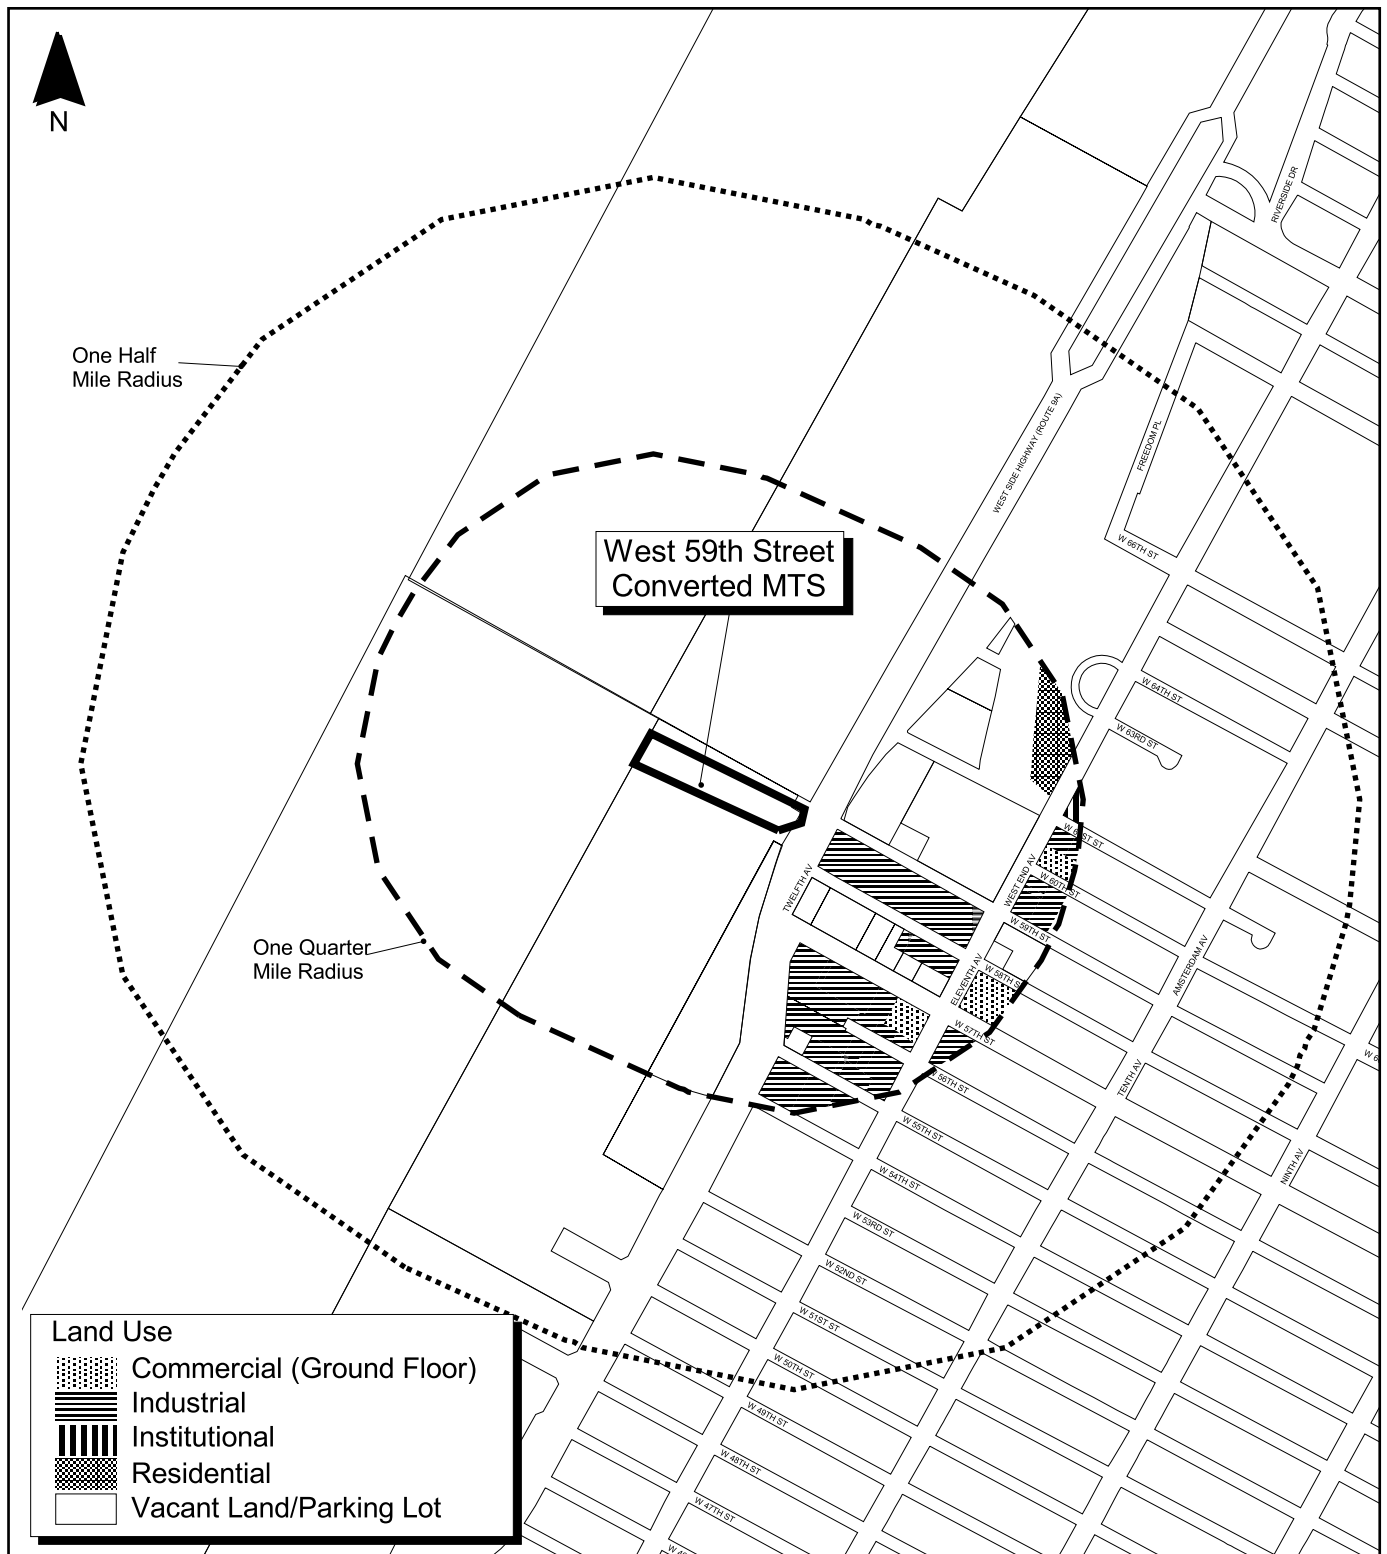 N
RIVERSIDE DR
One Half
Mile Radius
WEST SIDE HIGHWAY (ROUTE 9A)
FREEDOM PL
W 66TH ST
West 59th Street
Converted MTS
W 64TH ST
W 63RD ST
W 61ST ST
WEST END AV
W 60TH ST
TWELFTH AV
W 59TH ST
One Quarter
Mile Radius
AMSTERDAM AV
ELEVENTH AV
W 58TH ST
W 57TH ST
W 56TH ST
TENTH AV
W 55TH ST
NINTH AV
W 54TH ST
W 53RD ST
W 52ND ST
W 51ST ST
W 50TH ST
W 49TH ST
W 48TH ST
W 47TH ST
Land Use
Commercial (Ground Floor)
Industrial
Institutional
Residential
Vacant Land/Parking Lot